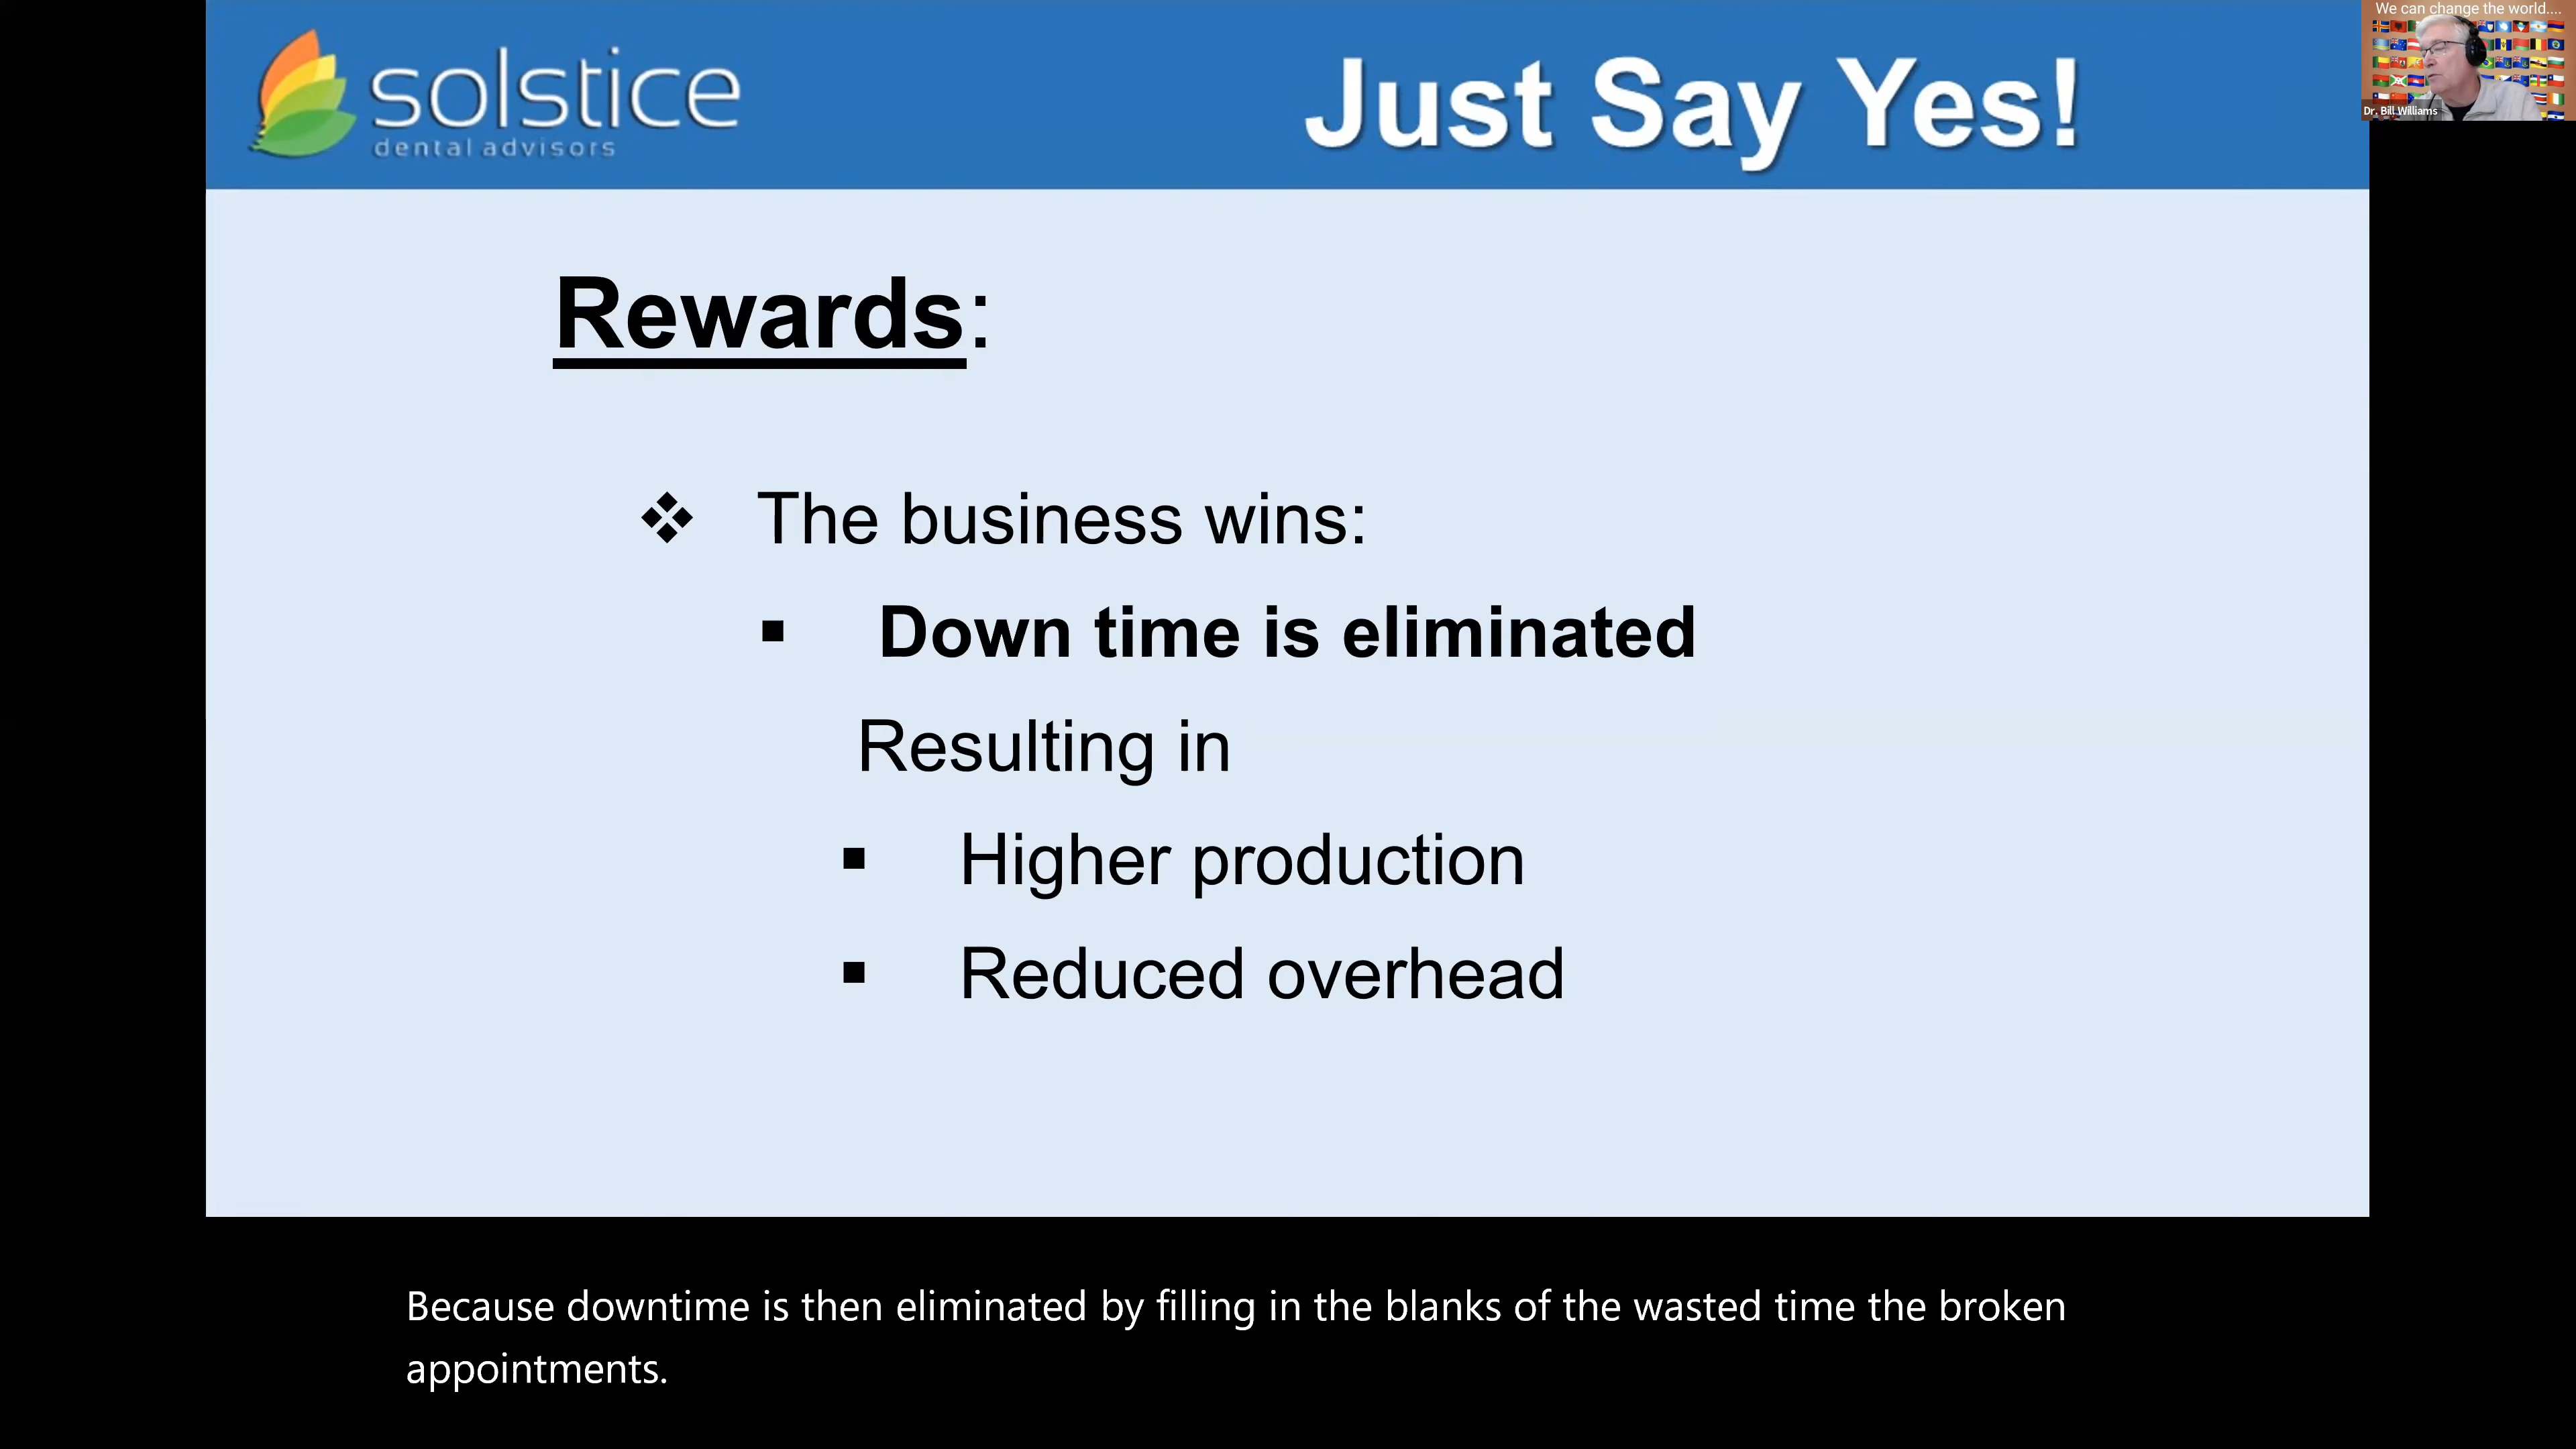 solstice
dental advisors
Just Say Yes!
We can change the world....
Dr. Bill Williams
Rewards:
The business wins:
Down time is eliminated
Resulting in
Higher production
Reduced overhead
Because downtime is then eliminated by filling in the blanks of the wasted time the broken
appointments.